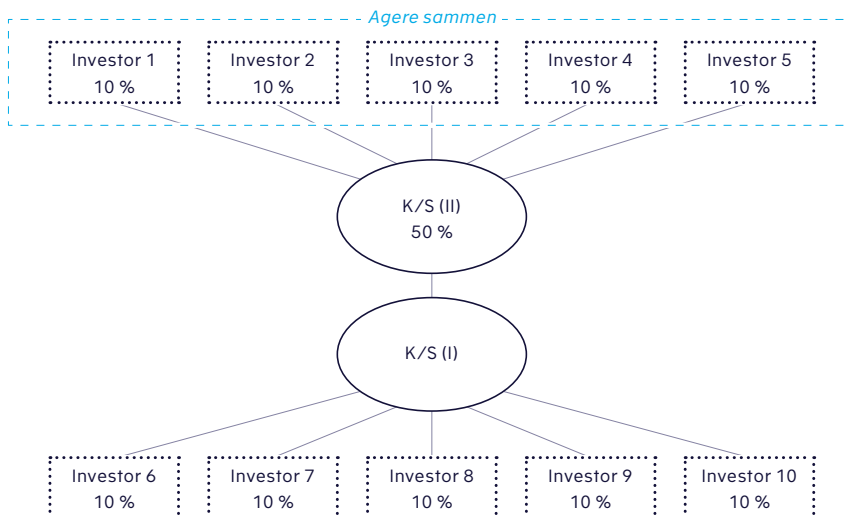 Agere sammen
Investor 1
10 %
Investor 2
10 %
Investor 3
10 %
Investor 4
10 %
Investor 5
10 %
K/S (II)
50 %
K/S (I)
Investor 6
10 %
Investor 7
10 %
Investor 8
10 %
Investor 9
10 %
Investor 10
10 %